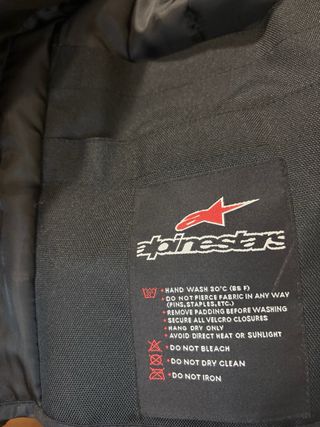 alpinestars
• HAND WASH 30°C (86 F)
• DO NOT PIERCE FABRIC IN ANY WAY
(PINS,STAPLES,ETC.)
• REMOVE PADDING BEFORE WASHING
• SECURE ALL VELCRO CLOSURES
• HANG DRY ONLY
• AVOID DIRECT HEAT OR SUNLIGHT
• DO NOT BLEACH
• DO NOT DRY CLEAN
• DO NOT IRON